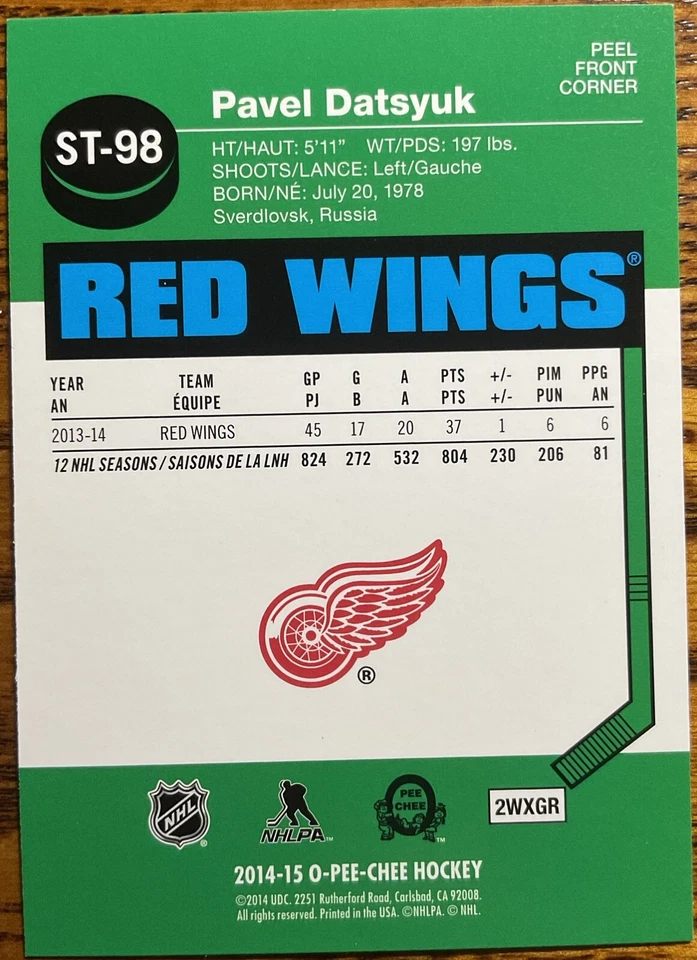 PEEL
FRONT
CORNER
ST-98
Pavel Datsyuk
HT/HAUT: 5'11" WT/PDS: 197 lbs.
SHOOTS/LANCE: Left/Gauche
BORN/NÉ: July 20, 1978
Sverdlovsk, Russia
RED WINGS®
YEAR TEAM GP G A PTS +/- PIM PPG
AN ÉQUIPE PJ B A PTS +/- PUN AN
2013-14 RED WINGS 45 17 20 37 1 6 6
12 NHL SEASONS / SAISONS DE LA LNH 824 272 532 804 230 206 81
®
NHL ®
NHLPA™
PEE
CHEE
™
2WXGR
2014-15 O-PEE-CHEE HOCKEY
©2014 UDC. 2251 Rutherford Road, Carlsbad, CA 92008.
All rights reserved. Printed in the USA. ©NHLPA. © NHL.